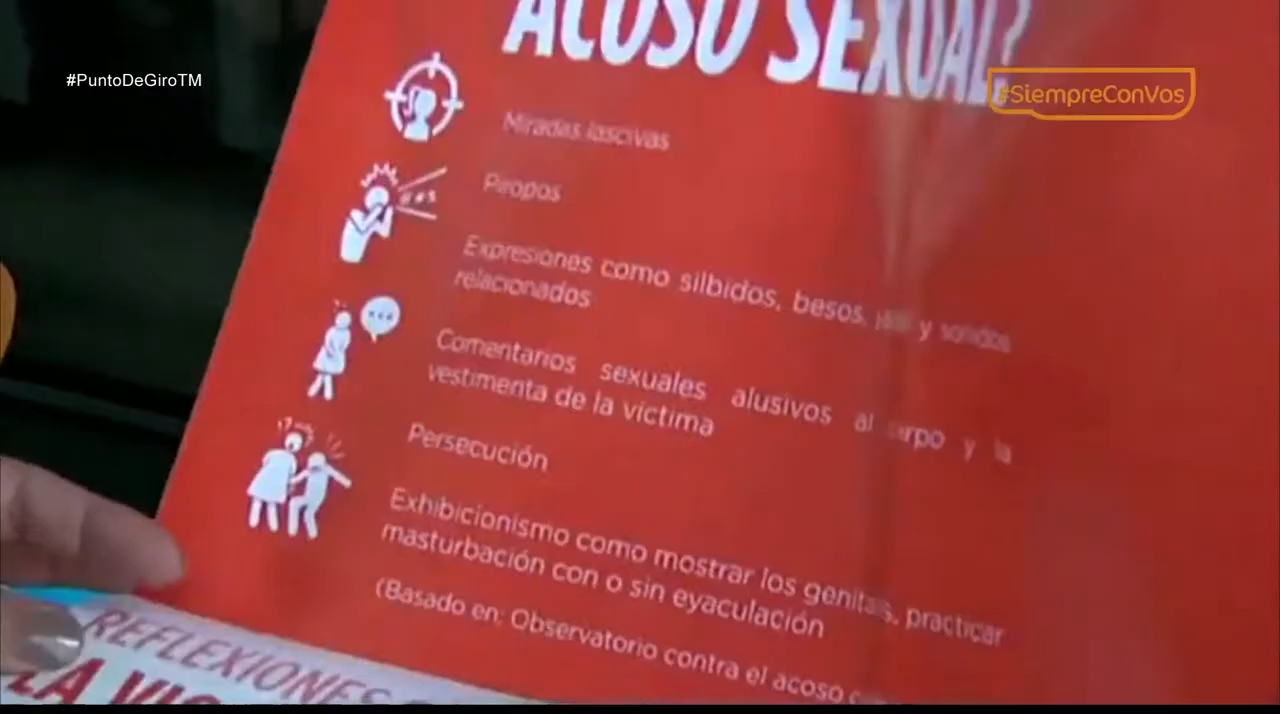 ACOSO SEXUAL?
#PuntoDeGiroTM
#SiempreConVos
Miradas lascivas
Piropos
Expresiones como silbidos, besos, y sonidos
relacionados
Comentarios sexuales alusivos al y la
vestimenta de la víctima
Persecución
Exhibicionismo como mostrar los genitales, practicar
masturbación con o sin eyaculación
(Basado en: Observatorio contra el acoso
REFLEXIONES
LA